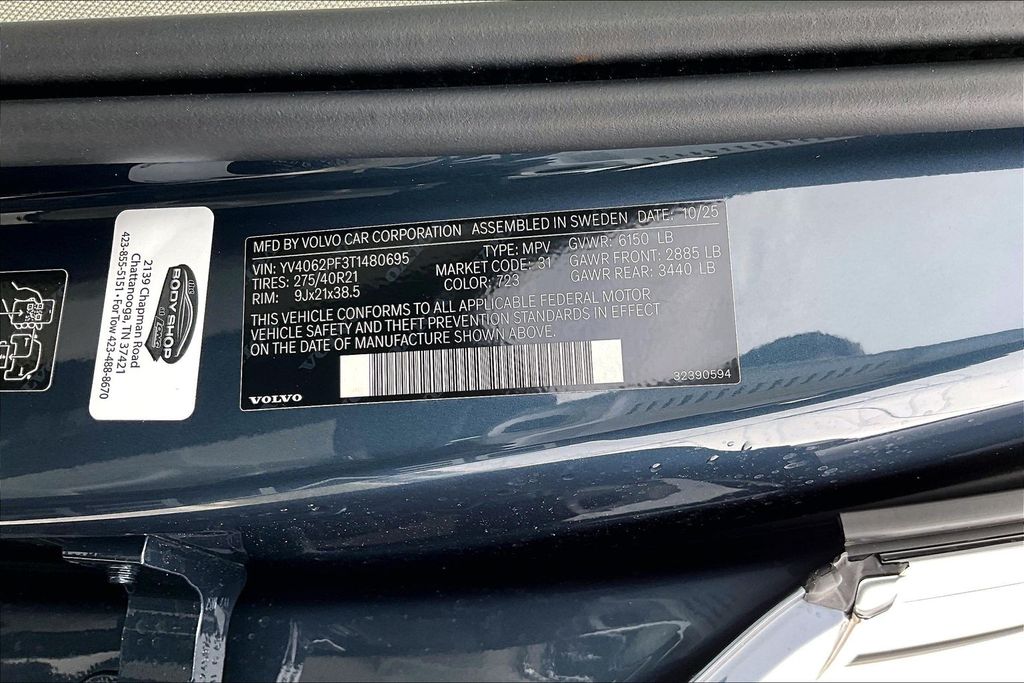 MFD BY VOLVO CAR CORPORATION ASSEMBLED IN SWEDEN DATE: 10/25
VIN: YV4062PF3T1480695 TYPE: MPV GVWR: 6150 LB
TIRES: 275/40R21 MARKET CODE: 31 GAWR FRONT: 2885 LB
RIM: 9Jx21x38.5 COLOR: 723 GAWR REAR: 3440 LB
THIS VEHICLE CONFORMS TO ALL APPLICABLE FEDERAL MOTOR
VEHICLE SAFETY AND THEFT PREVENTION STANDARDS IN EFFECT
ON THE DATE OF MANUFACTURE SHOWN ABOVE.
VOLVO
32390594
BODY SHOP
2139 Chapman Road
Chattanooga, TN 37421
423-855-5151 • For Tow 423-488-8670